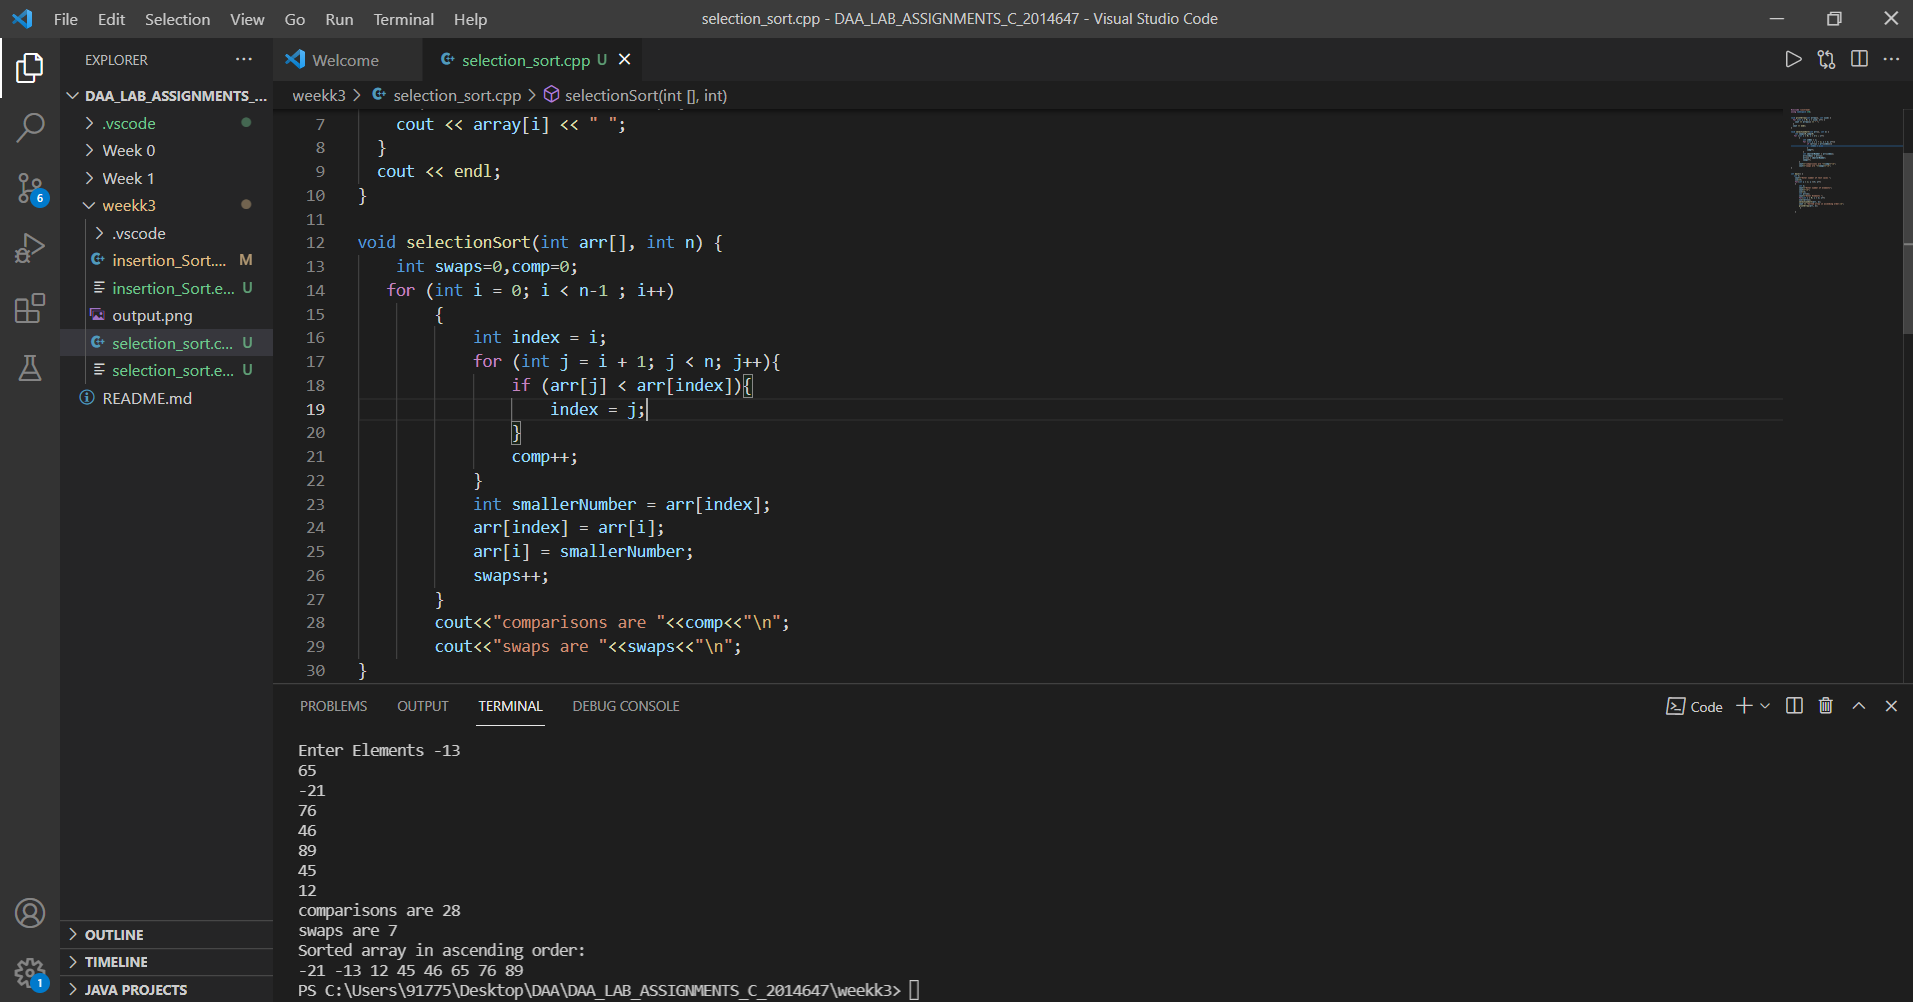 File Edit Selection View Go Run Terminal Help
selection_sort.cpp - DAA_LAB_ASSIGNMENTS_C_2014647 - Visual Studio Code
EXPLORER
DAA_LAB_ASSIGNMENTS_...
.vscode
Week 0
Week 1
weekk3
.vscode
insertion_Sort.... M
insertion_Sort.e... U
output.png
selection_sort.c... U
selection_sort.e... U
README.md
OUTLINE
TIMELINE
JAVA PROJECTS
6
1
Welcome
selection_sort.cpp U
weekk3 > selection_sort.cpp > selectionSort(int [], int)
7 cout << array[i] << " ";
8 }
9 cout << endl;
10 }
11
12 void selectionSort(int arr[], int n) {
13 int swaps=0,comp=0;
14 for (int i = 0; i < n-1 ; i++)
15 {
16 int index = i;
17 for (int j = i + 1; j < n; j++){
18 if (arr[j] < arr[index]){
19 index = j;
20 }
21 comp++;
22 }
23 int smallerNumber = arr[index];
24 arr[index] = arr[i];
25 arr[i] = smallerNumber;
26 swaps++;
27 }
28 cout<<"comparisons are "<<comp<<"\n";
29 cout<<"swaps are "<<swaps<<"\n";
30 }
PROBLEMS OUTPUT TERMINAL DEBUG CONSOLE
Code
Enter Elements -13
65
-21
76
46
89
45
12
comparisons are 28
swaps are 7
Sorted array in ascending order:
-21 -13 12 45 46 65 76 89
PS C:\Users\91775\Desktop\DAA\DAA_LAB_ASSIGNMENTS_C_2014647\weekk3>